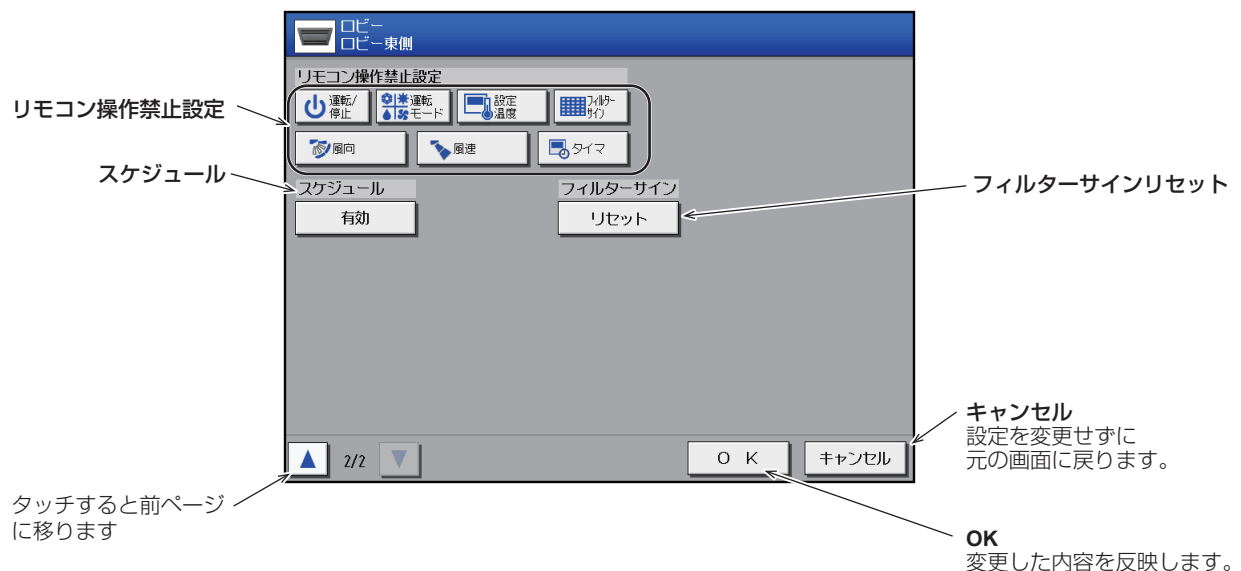 ロビー
ロビー東側
リモコン操作禁止設定
リモコン操作禁止設定
運転/
停止
運転
モード
設定
温度
フィルター
サイン
風向
風速
タイマ
スケジュール
スケジュール
フィルターサイン
フィルターサインリセット
有効
リセット
キャンセル
設定を変更せずに
元の画面に戻ります。
2/2
O K
キャンセル
タッチすると前ページ
に移ります
OK
変更した内容を反映します。